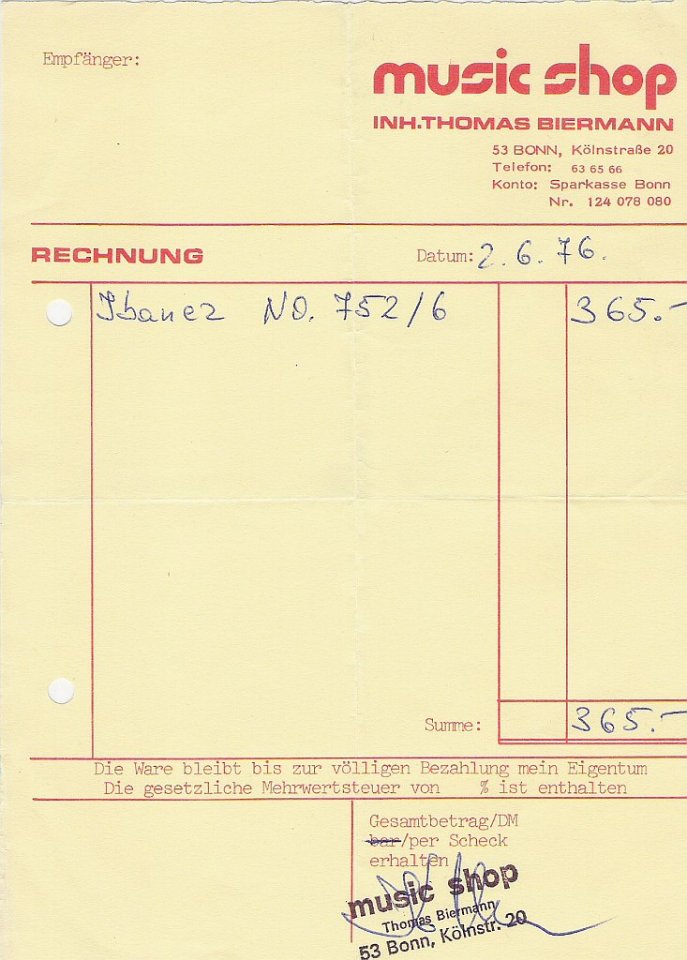 Empfänger:
music shop
INH.THOMAS BIERMANN
53 BONN, Kölnstraße 20
Telefon: 63 65 66
Konto: Sparkasse Bonn
Nr. 124 078 080
RECHNUNG
Datum: 2.6.76.
Ibanez NO. 752/6 365.-
Summe: 365.-
Die Ware bleibt bis zur völligen Bezahlung mein Eigentum
Die gesetzliche Mehrwertsteuer von % ist enthalten
Gesamtbetrag/DM
bar/per Scheck
erhalten
music shop
Thomas Biermann
53 Bonn, Kölnstr. 20